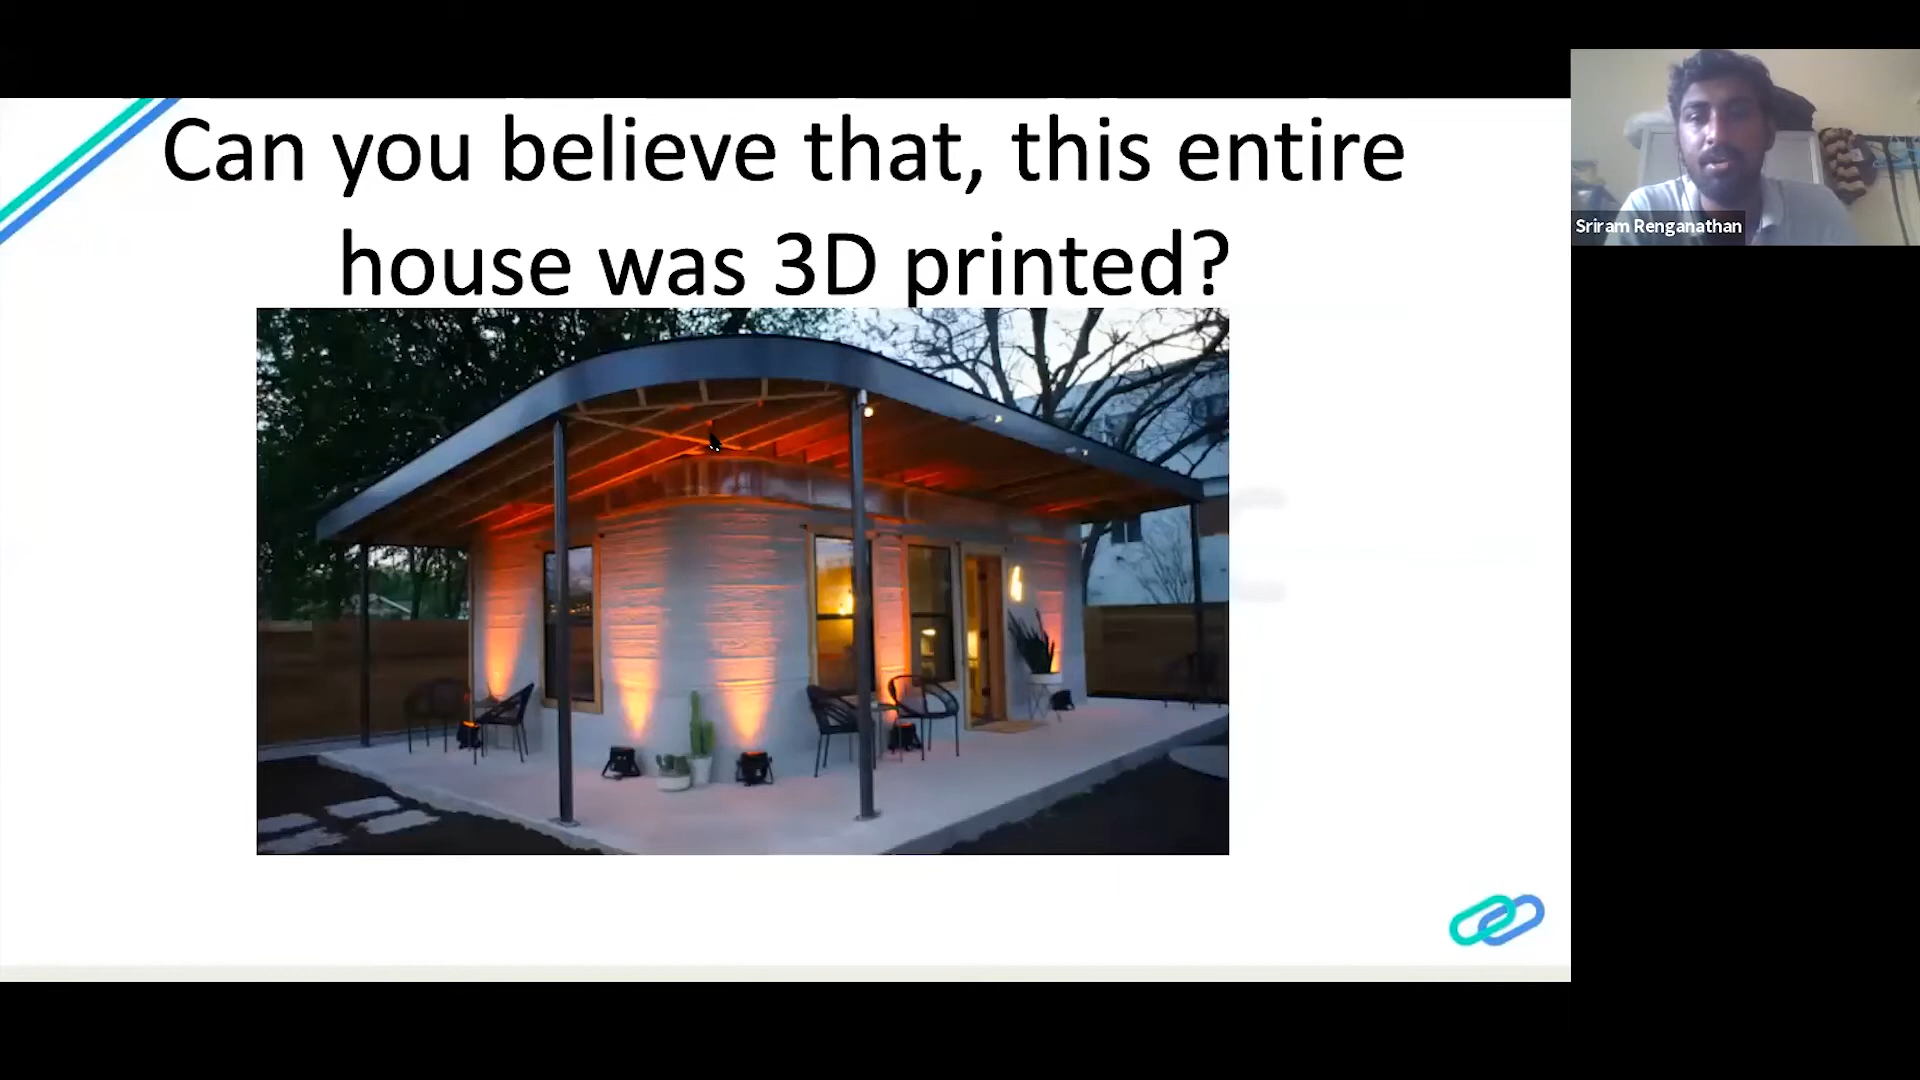 Can you believe that, this entire
house was 3D printed?
Sriram Renganathan